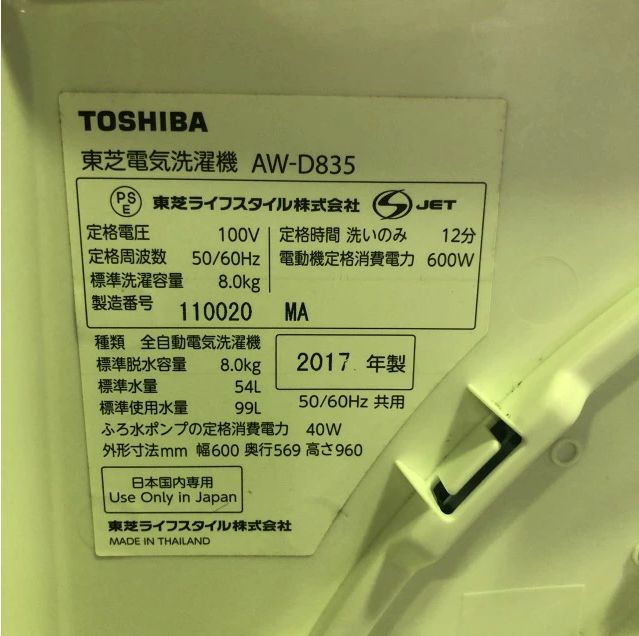 TOSHIBA
東芝電気洗濯機 AW-D835
PS E 東芝ライフスタイル株式会社 S JET
定格電圧 100V 定格時間 洗いのみ 12分
定格周波数 50/60Hz 電動機定格消費電力 600W
標準洗濯容量 8.0kg
製造番号 110020 MA
種類 全自動電気洗濯機
標準脱水容量 8.0kg 2017 年製
標準水量 54L
標準使用水量 99L 50/60Hz 共用
ふろ水ポンプの定格消費電力 40W
外形寸法mm 幅600 奥行569 高さ960
日本国内専用
Use Only in Japan
東芝ライフスタイル株式会社
MADE IN THAILAND